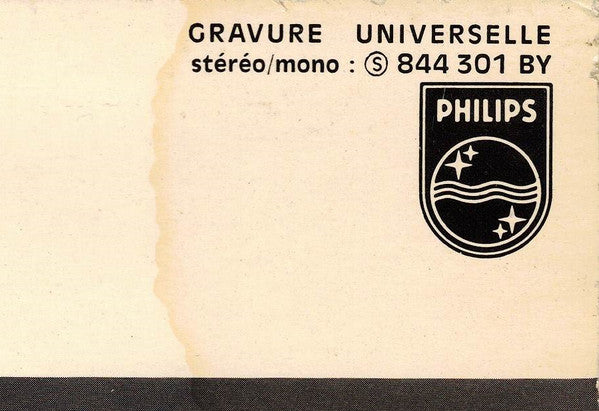 GRAVURE UNIVERSELLE
stéréo/mono : Ⓢ 844 301 BY
PHILIPS